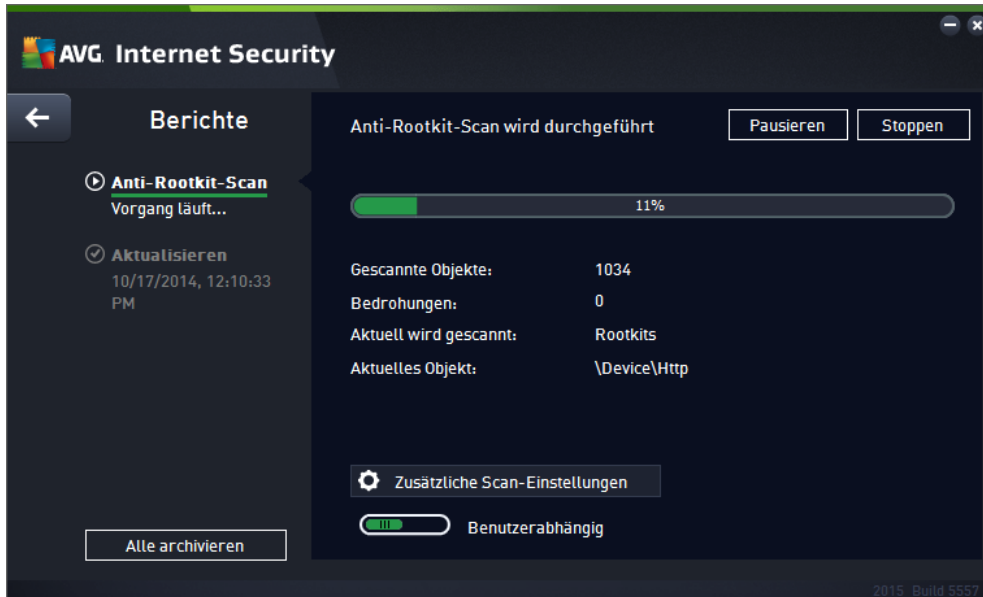 AVG Internet Security
Berichte
Anti-Rootkit-Scan
Vorgang läuft...
Aktualisieren
10/17/2014, 12:10:33
PM
Alle archivieren
Anti-Rootkit-Scan wird durchgeführt
Pausieren
Stoppen
11%
Gescannte Objekte: 1034
Bedrohungen: 0
Aktuell wird gescannt: Rootkits
Aktuelles Objekt: \Device\Http
Zusätzliche Scan-Einstellungen
Benutzerabhängig
2015 Build 5557